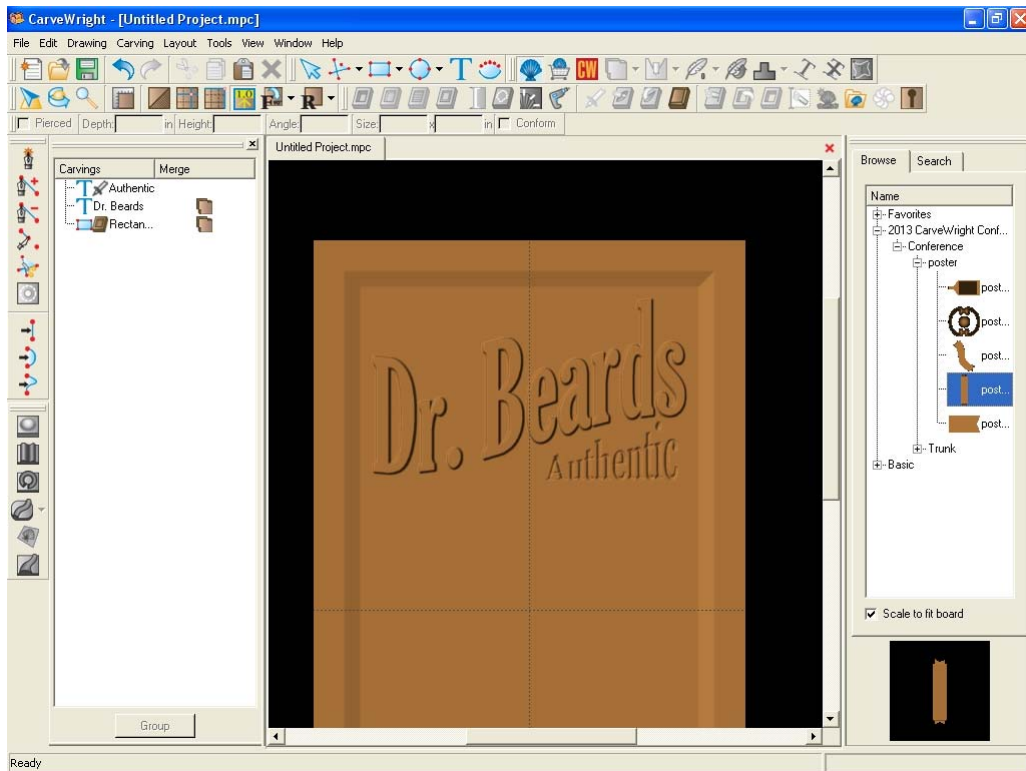 CarveWright - [Untitled Project.mpc]
File Edit Drawing Carving Layout Tools View Window Help
CW
Pierced Depth: in Height: Angle: Size: x in Conform
Untitled Project.mpc
Carvings Merge
Authentic
Dr. Beards
Rectan...
Group
Dr. Beards
Authentic
Browse Search
Name
Favorites
2013 CarveWright Conf...
Conference
poster
post...
post...
post...
post...
post...
Trunk
Basic
Scale to fit board
Ready